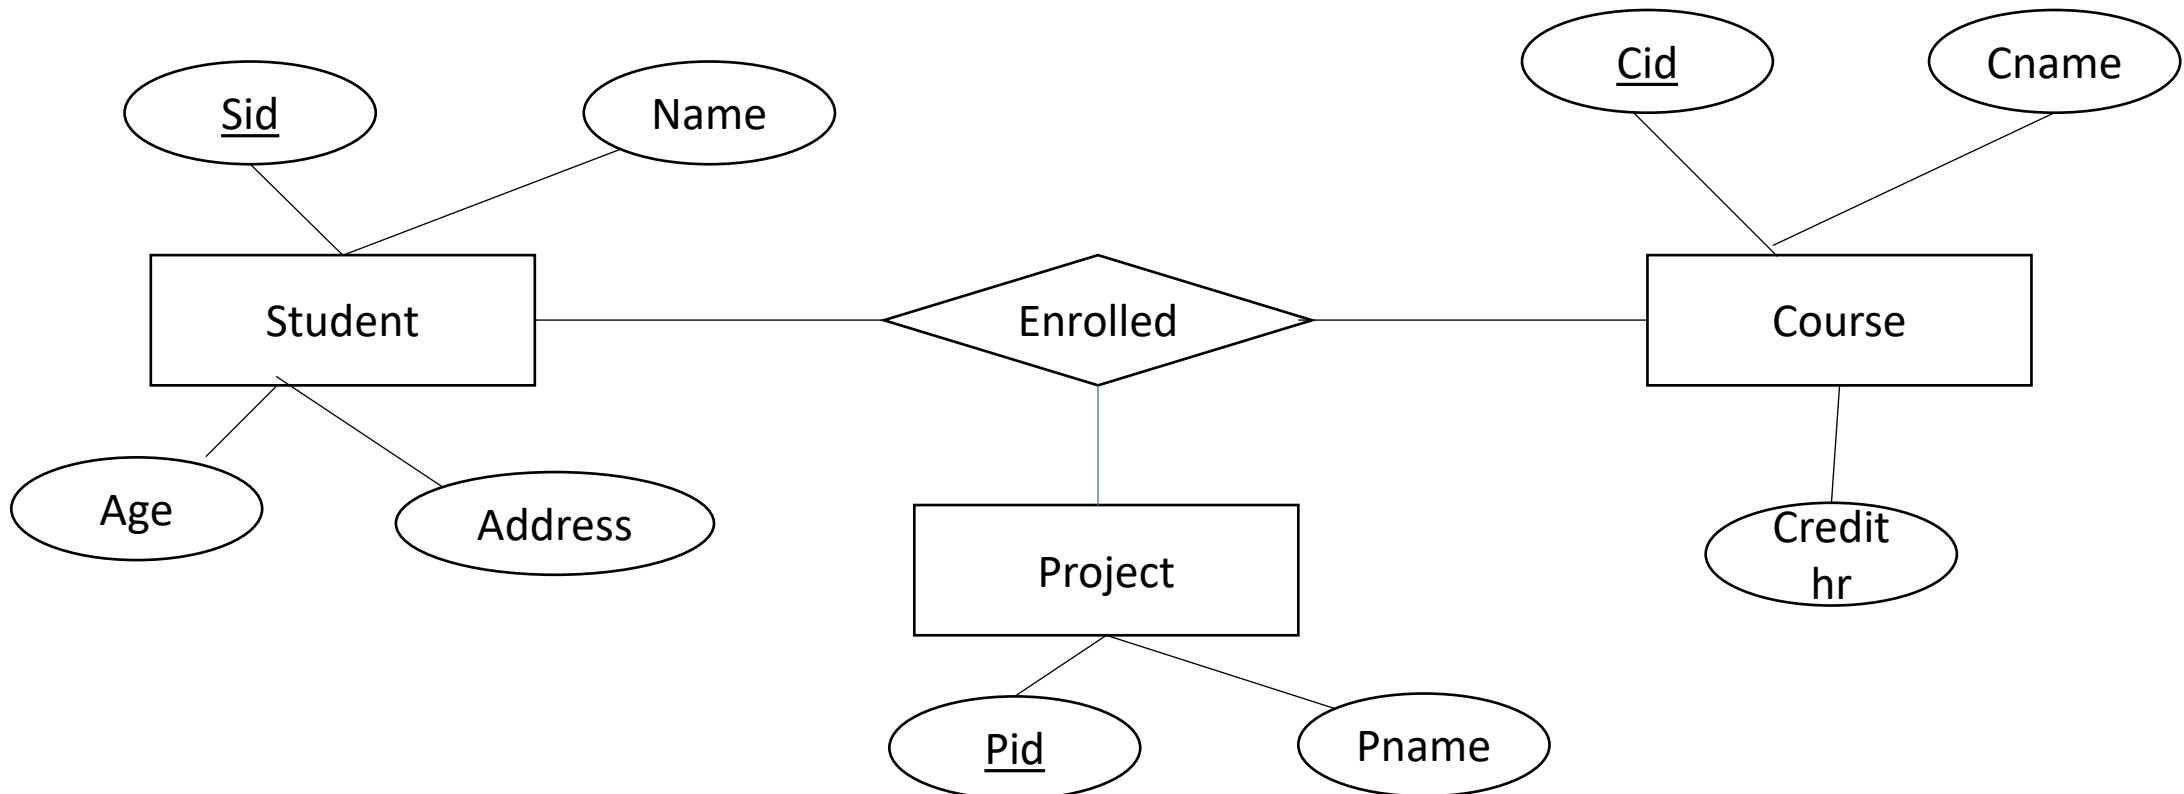 Cid
Cname
Sid
Name
Student
Enrolled
Course
Age
Address
Project
Credit
hr
Pid
Pname